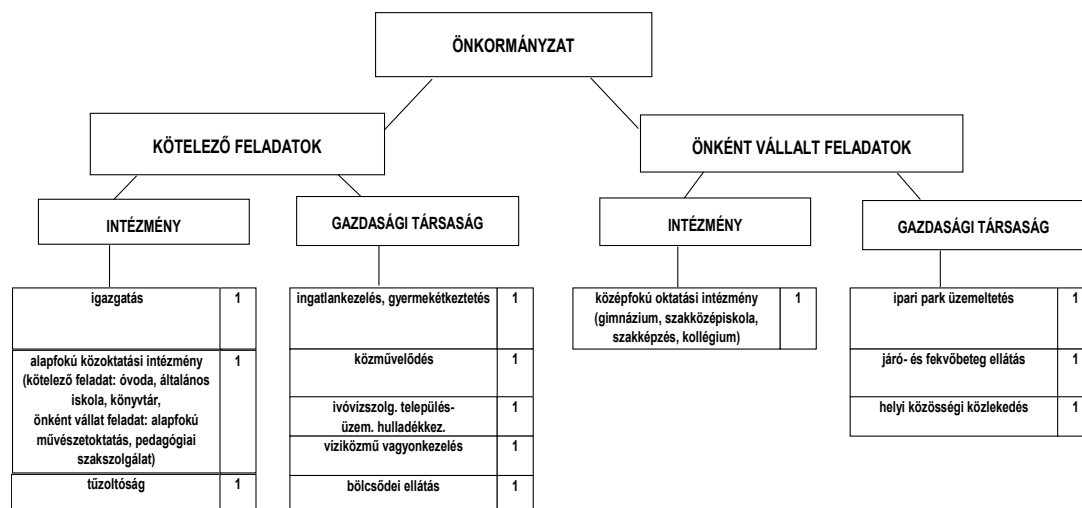 ÖNKORMÁNYZAT
KÖTELEZŐ FELADATOK
ÖNKÉNT VÁLLALT FELADATOK
INTÉZMÉNY
GAZDASÁGI TÁRSASÁG
INTÉZMÉNY
GAZDASÁGI TÁRSASÁG
igazgatás 1
alapfokú közoktatási intézmény 1
(kötelező feladat: óvoda, általános
iskola, könyvtár,
önként vállat feladat: alapfokú
művészetoktatás, pedagógiai
szakszolgálat)
tűzoltóság 1
ingatlankezelés, gyermekétkeztetés 1
közművelődés 1
ivóvízszolg. település- 1
üzem. hulladékkez.
víziközmű vagyonkezelés 1
bölcsődei ellátás 1
középfokú oktatási intézmény 1
(gimnázium, szakközépiskola,
szakképzés, kollégium)
ipari park üzemeltetés 1
járó- és fekvőbeteg ellátás 1
helyi közösségi közlekedés 1